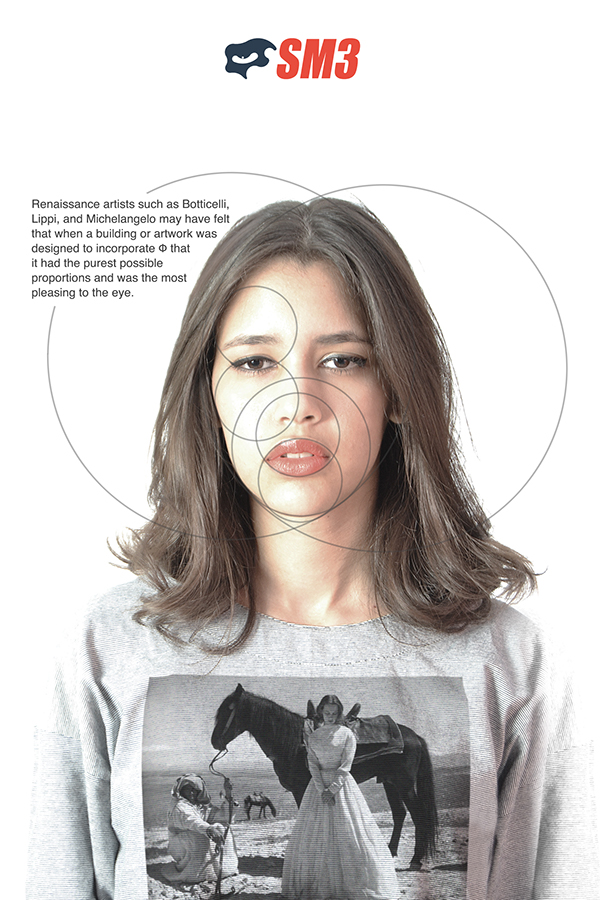 SM3
Renaissance artists such as Botticelli,
Lippi, and Michelangelo may have felt
that when a building or artwork was
designed to incorporate Φ that
it had the purest possible
proportions and was the most
pleasing to the eye.